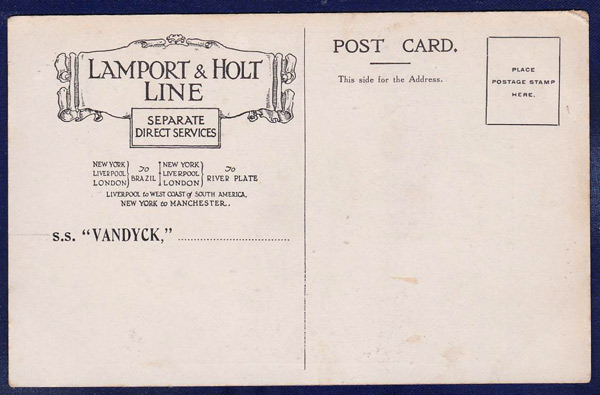 LAMPORT & HOLT
LINE
SEPARATE
DIRECT SERVICES
NEW YORK
LIVERPOOL
LONDON
TO
BRAZIL
NEW YORK
LIVERPOOL
LONDON
TO
RIVER PLATE
LIVERPOOL to WEST COAST of SOUTH AMERICA,
NEW YORK to MANCHESTER.
s.s. “VANDYCK,” ..............................
POST CARD.
This side for the Address.
PLACE
POSTAGE STAMP
HERE.